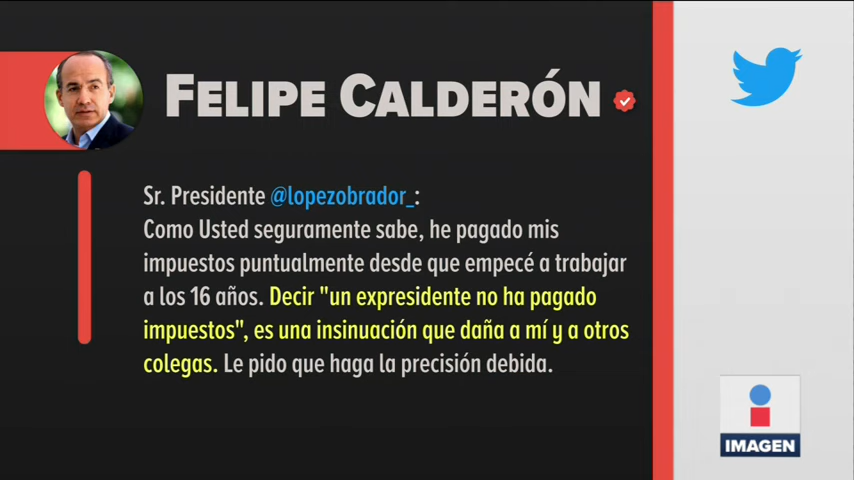 FELIPE CALDERÓN
Sr. Presidente @lopezobrador_:
Como Usted seguramente sabe, he pagado mis
impuestos puntualmente desde que empecé a trabajar
a los 16 años. Decir "un expresidente no ha pagado
impuestos", es una insinuación que daña a mí y a otros
colegas. Le pido que haga la precisión debida.
IMAGEN